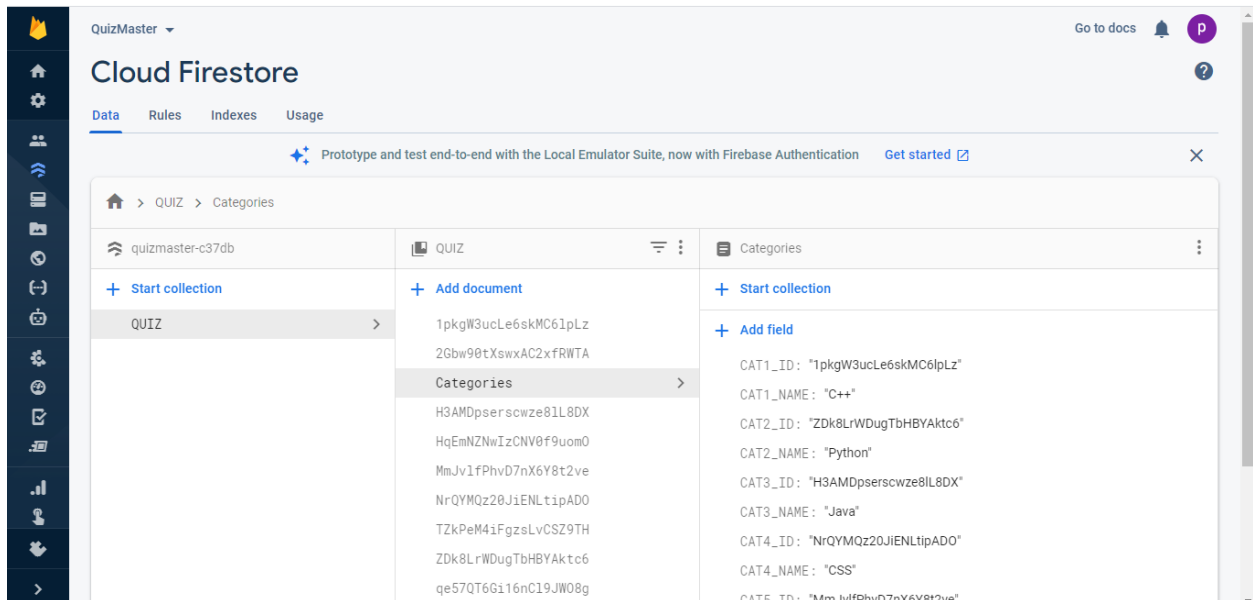 QuizMaster
Go to docs
p
Cloud Firestore
?
Data Rules Indexes Usage
Prototype and test end-to-end with the Local Emulator Suite, now with Firebase Authentication Get started
QUIZ > Categories
quizmaster-c37db
QUIZ
Categories
+ Start collection
+ Add document
+ Start collection
QUIZ
1pkgW3ucLe6skMC6lpLz
2Gbw90tXswxAC2xfRWTA
Categories
H3AMDpserscwze8lL8DX
HqEmNZNwIzCNV0f9uomO
MmJvlfPhvD7nX6Y8t2ve
NrQYMQz20JiENLtipADO
TZkPeM4iFgzsLvCSZ9TH
ZDk8LrWDugTbHBYAktc6
qe57QT6Gi16nCl9JWO8g
+ Add field
CAT1_ID: "1pkgW3ucLe6skMC6lpLz"
CAT1_NAME: "C++"
CAT2_ID: "ZDk8LrWDugTbHBYAktc6"
CAT2_NAME: "Python"
CAT3_ID: "H3AMDpserscwze8lL8DX"
CAT3_NAME: "Java"
CAT4_ID: "NrQYMQz20JiENLtipADO"
CAT4_NAME: "CSS"
CAT5_ID: "MmJvlfPhvD7nX6Y8t2ve"